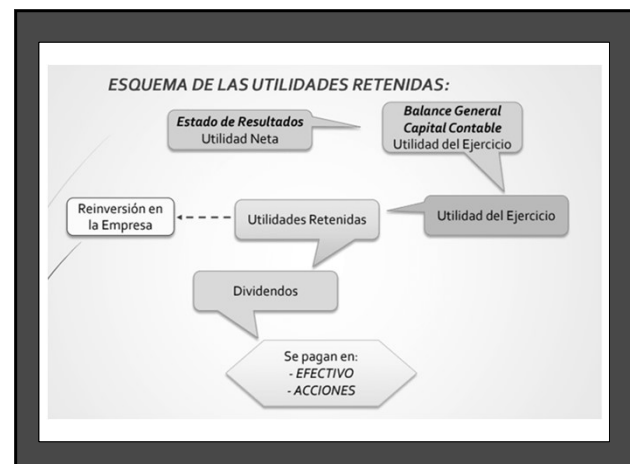 ESQUEMA DE LAS UTILIDADES RETENIDAS:
Estado de Resultados
Utilidad Neta
Balance General
Capital Contable
Utilidad del Ejercicio
Reinversión en
la Empresa
Utilidades Retenidas
Utilidad del Ejercicio
Dividendos
Se pagan en:
- EFECTIVO
- ACCIONES